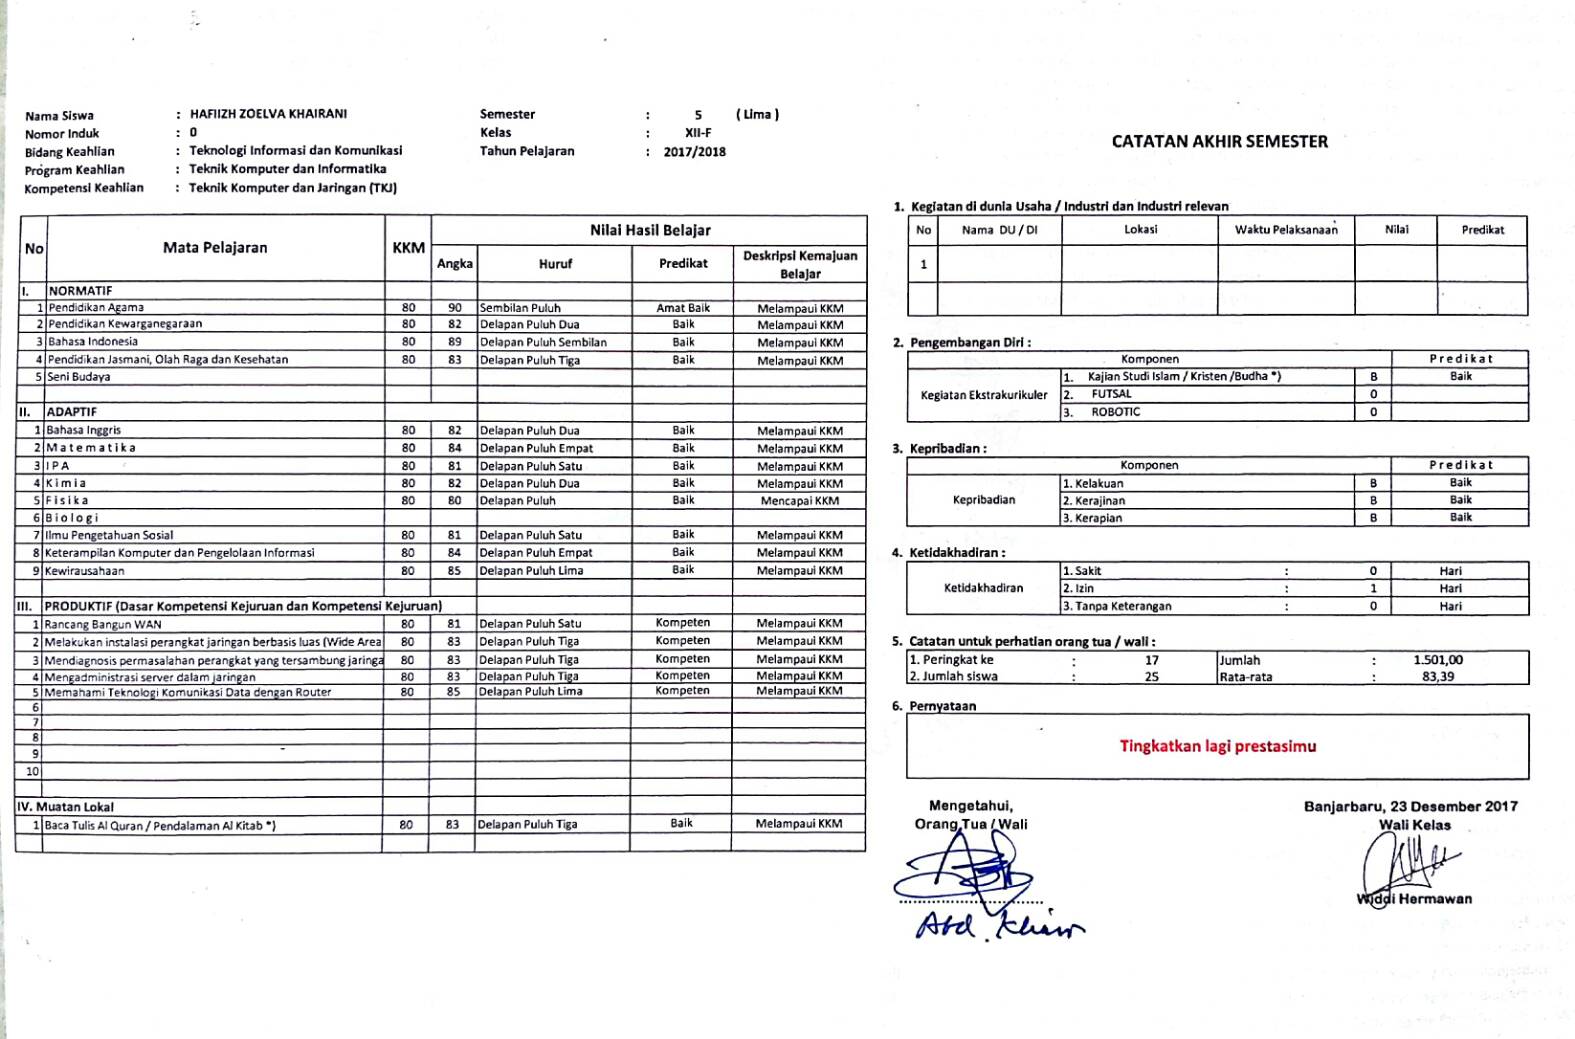 Nama Siswa : HAFIIZH ZOELVA KHAIRANI
Nomor Induk : 0
Bidang Keahlian : Teknologi Informasi dan Komunikasi
Program Keahlian : Teknik Komputer dan Informatika
Kompetensi Keahlian : Teknik Komputer dan Jaringan (TKJ)
Semester : 5 ( Lima )
Kelas : XII-F
Tahun Pelajaran : 2017/2018
No Mata Pelajaran KKM Nilai Hasil Belajar
Angka Huruf Predikat Deskripsi Kemajuan Belajar
I. NORMATIF
1 Pendidikan Agama 80 90 Sembilan Puluh Amat Baik Melampaui KKM
2 Pendidikan Kewarganegaraan 80 82 Delapan Puluh Dua Baik Melampaui KKM
3 Bahasa Indonesia 80 89 Delapan Puluh Sembilan Baik Melampaui KKM
4 Pendidikan Jasmani, Olah Raga dan Kesehatan 80 83 Delapan Puluh Tiga Baik Melampaui KKM
5 Seni Budaya
II. ADAPTIF
1 Bahasa Inggris 80 82 Delapan Puluh Dua Baik Melampaui KKM
2 M a t e m a t i k a 80 84 Delapan Puluh Empat Baik Melampaui KKM
3 I P A 80 81 Delapan Puluh Satu Baik Melampaui KKM
4 K i m i a 80 82 Delapan Puluh Dua Baik Melampaui KKM
5 F i s i k a 80 80 Delapan Puluh Baik Mencapai KKM
6 B i o l o g i
7 Ilmu Pengetahuan Sosial 80 81 Delapan Puluh Satu Baik Melampaui KKM
8 Keterampilan Komputer dan Pengelolaan Informasi 80 84 Delapan Puluh Empat Baik Melampaui KKM
9 Kewirausahaan 80 85 Delapan Puluh Lima Baik Melampaui KKM
III. PRODUKTIF (Dasar Kompetensi Kejuruan dan Kompetensi Kejuruan)
1 Rancang Bangun WAN 80 81 Delapan Puluh Satu Kompeten Melampaui KKM
2 Melakukan instalasi perangkat jaringan berbasis luas (Wide Area 80 83 Delapan Puluh Tiga Kompeten Melampaui KKM
3 Mendiagnosis permasalahan perangkat yang tersambung jaringa 80 83 Delapan Puluh Tiga Kompeten Melampaui KKM
4 Mengadministrasi server dalam jaringan 80 83 Delapan Puluh Tiga Kompeten Melampaui KKM
5 Memahami Teknologi Komunikasi Data dengan Router 80 85 Delapan Puluh Lima Kompeten Melampaui KKM
6
7
8
9
10
IV. Muatan Lokal
1 Baca Tulis Al Quran / Pendalaman Al Kitab *) 80 83 Delapan Puluh Tiga Baik Melampaui KKM
CATATAN AKHIR SEMESTER
1. Kegiatan di dunia Usaha / Industri dan Industri relevan
No Nama DU / DI Lokasi Waktu Pelaksanaan Nilai Predikat
1
2. Pengembangan Diri :
Komponen P r e d i k a t
Kegiatan Ekstrakurikuler
1. Kajian Studi Islam / Kristen /Budha *) B Baik
2. FUTSAL 0
3. ROBOTIC 0
3. Kepribadian :
Komponen P r e d i k a t
Kepribadian
1. Kelakuan B Baik
2. Kerajinan B Baik
3. Kerapian B Baik
4. Ketidakhadiran :
Ketidakhadiran
1. Sakit : 0 Hari
2. Izin : 1 Hari
3. Tanpa Keterangan : 0 Hari
5. Catatan untuk perhatian orang tua / wali :
1. Peringkat ke : 17 Jumlah : 1.501,00
2. Jumlah siswa : 25 Rata-rata : 83,39
6. Pernyataan
Tingkatkan lagi prestasimu
Mengetahui,
Orang Tua / Wali
Abd. Khair
Banjarbaru, 23 Desember 2017
Wali Kelas
Widdi Hermawan